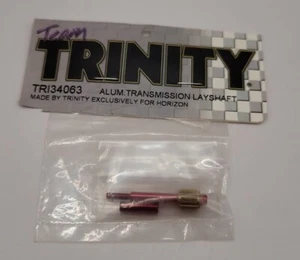 Team
TRINITY
TRI34063 ALUM.TRANSMISSION LAYSHAFT
MADE BY TRINITY EXCLUSIVELY FOR HORIZON